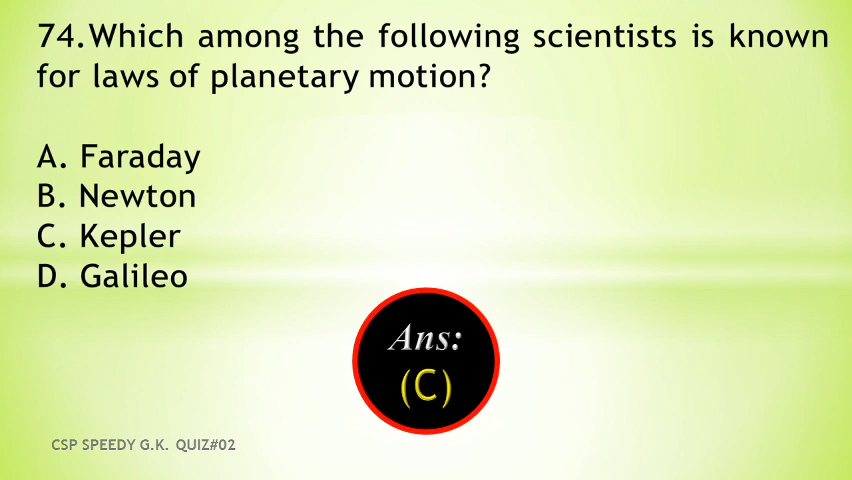 74.Which among the following scientists is known
for laws of planetary motion?
A. Faraday
B. Newton
C. Kepler
D. Galileo
Ans:
(C)
CSP SPEEDY G.K. QUIZ#02